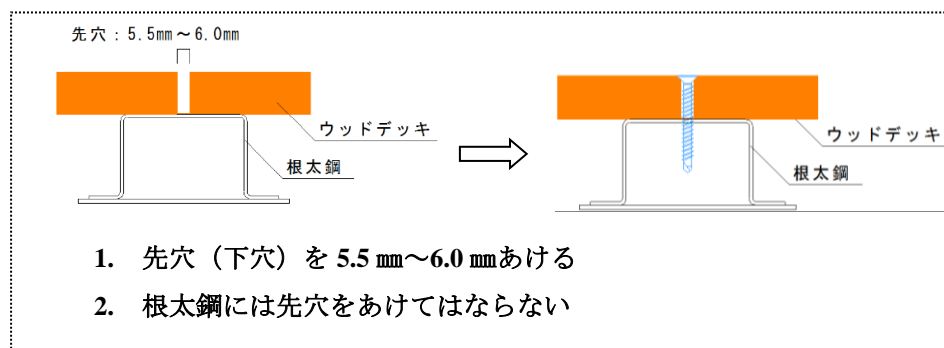 先穴：5.5㎜～6.0㎜
ウッドデッキ
根太鋼
ウッドデッキ
根太鋼
1. 先穴（下穴）を 5.5 ㎜～6.0 ㎜あける
2. 根太鋼には先穴をあけてはならない